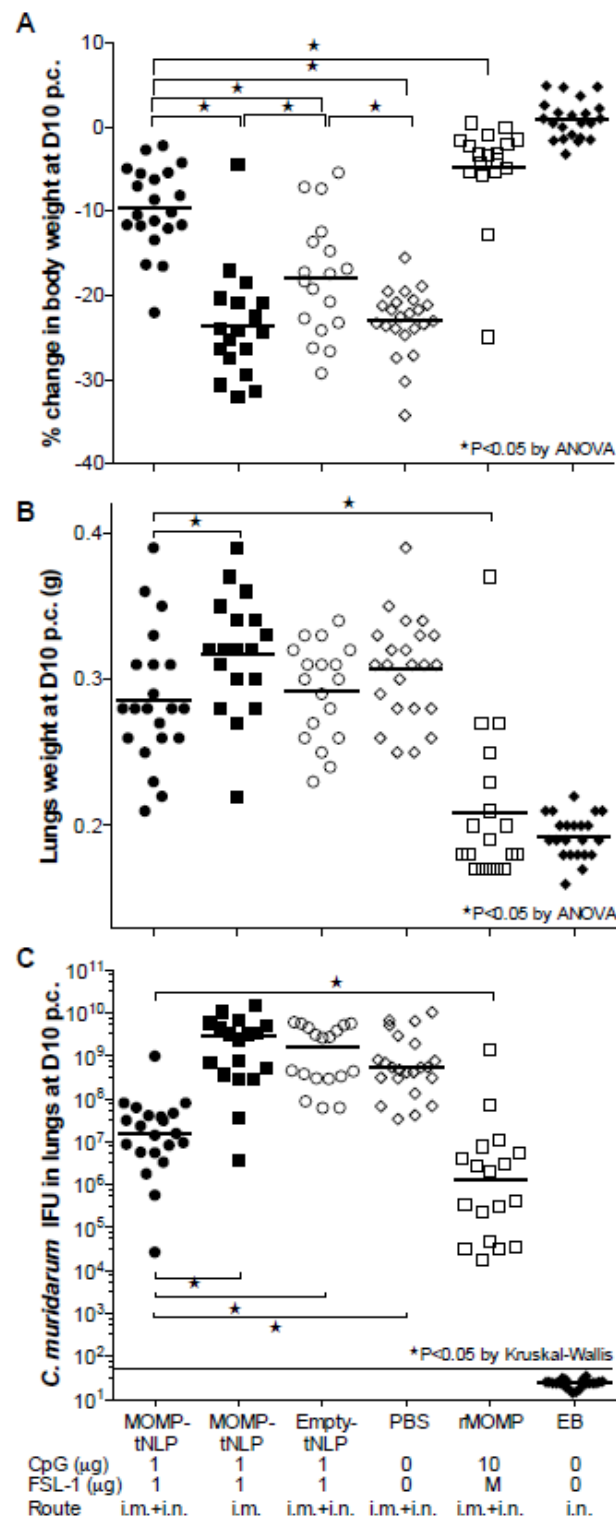 A
10
0
-10
-20
-30
-40
% change in body weight at D10 p.c.
★P<0.05 by ANOVA
B
0.4
0.3
0.2
Lungs weight at D10 p.c. (g)
★P<0.05 by ANOVA
C
10¹¹
10¹⁰
10⁹
10⁸
10⁷
10⁶
10⁵
10⁴
10³
10²
10¹
C. muridarum IFU in lungs at D10 p.c.
★P<0.05 by Kruskal-Wallis
MOMP-tNLP MOMP-tNLP Empty-tNLP PBS rMOMP EB
CpG (µg) 1 1 1 0 10 0
FSL-1 (µg) 1 1 1 0 M 0
Route i.m.+i.n. i.m. i.m.+i.n. i.m.+i.n. i.m.+i.n. i.n.